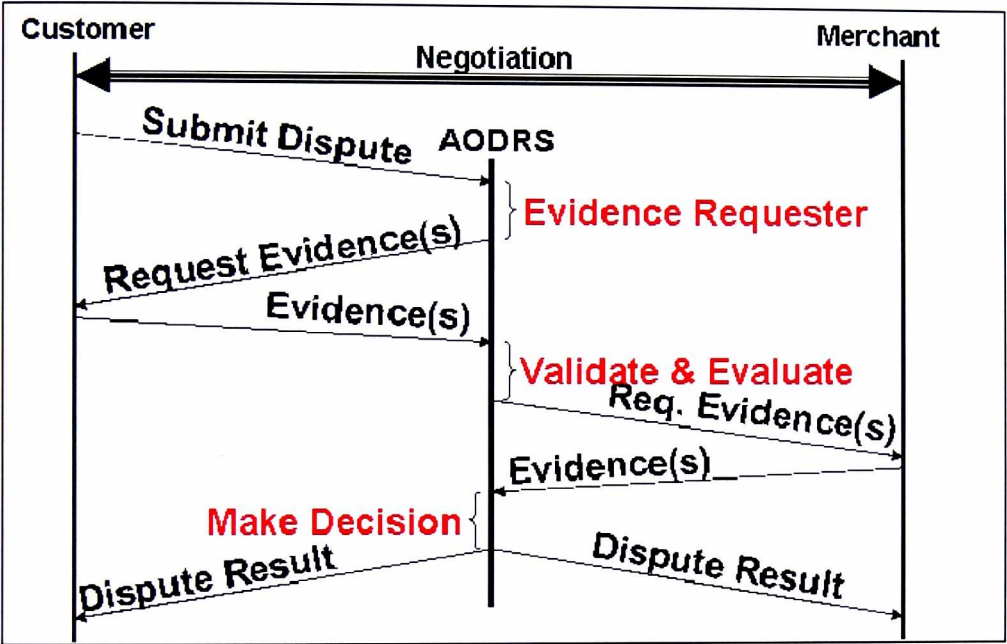 Customer
Merchant
Negotiation
Submit Dispute
AODRS
Evidence Requester
Request Evidence(s)
Evidence(s)
Validate & Evaluate
Req. Evidence(s)
Evidence(s)
Make Decision
Dispute Result
Dispute Result